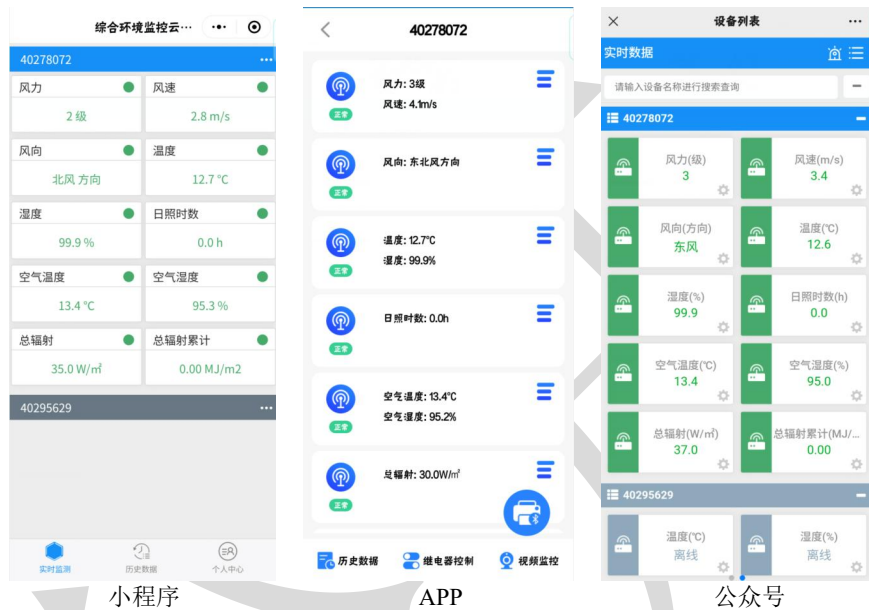 综合环境监控云…
40278072
风力
风速
2 级
2.8 m/s
风向
温度
北风 方向
12.7 °C
湿度
日照时数
99.9 %
0.0 h
空气温度
空气湿度
13.4 °C
95.3 %
总辐射
总辐射累计
35.0 W/㎡
0.00 MJ/m2
40295629
实时监测
历史数据
个人中心
小程序
40278072
风力: 3级
风速: 4.1m/s
正常
风向: 东北风方向
正常
温度: 12.7°C
湿度: 99.9%
正常
日照时数: 0.0h
正常
空气温度: 13.4°C
空气湿度: 95.2%
正常
总辐射: 30.0W/㎡
正常
历史数据
继电器控制
视频监控
APP
设备列表
实时数据
请输入设备名称进行搜索查询
40278072
风力(级)
3
风速(m/s)
3.4
风向(方向)
东风
温度(℃)
12.6
湿度(%)
99.9
日照时数(h)
0.0
空气温度(℃)
13.4
空气湿度(%)
95.0
总辐射(W/㎡)
37.0
总辐射累计(MJ/...
0.00
40295629
温度(℃)
离线
湿度(%)
离线
公众号